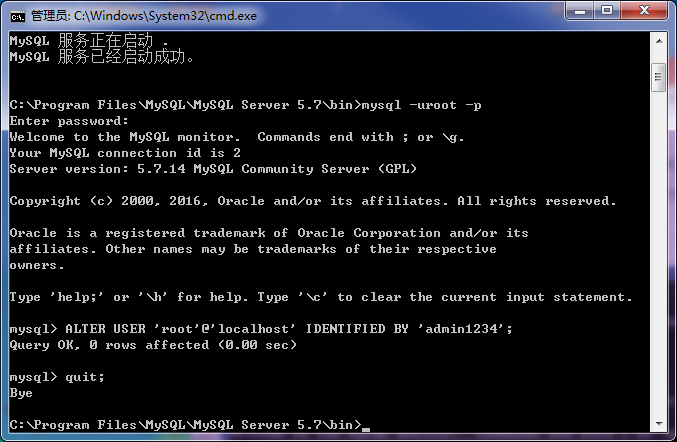 管理员: C:\Windows\System32\cmd.exe
MySQL 服务正在启动 .
MySQL 服务已经启动成功。
C:\Program Files\MySQL\MySQL Server 5.7\bin>mysql -uroot -p
Enter password:
Welcome to the MySQL monitor.  Commands end with ; or \g.
Your MySQL connection id is 2
Server version: 5.7.14 MySQL Community Server (GPL)
Copyright (c) 2000, 2016, Oracle and/or its affiliates. All rights reserved.
Oracle is a registered trademark of Oracle Corporation and/or its
affiliates. Other names may be trademarks of their respective
owners.
Type 'help;' or '\h' for help. Type '\c' to clear the current input statement.
mysql> ALTER USER 'root'@'localhost' IDENTIFIED BY 'admin1234';
Query OK, 0 rows affected (0.00 sec)
mysql> quit;
Bye
C:\Program Files\MySQL\MySQL Server 5.7\bin>_